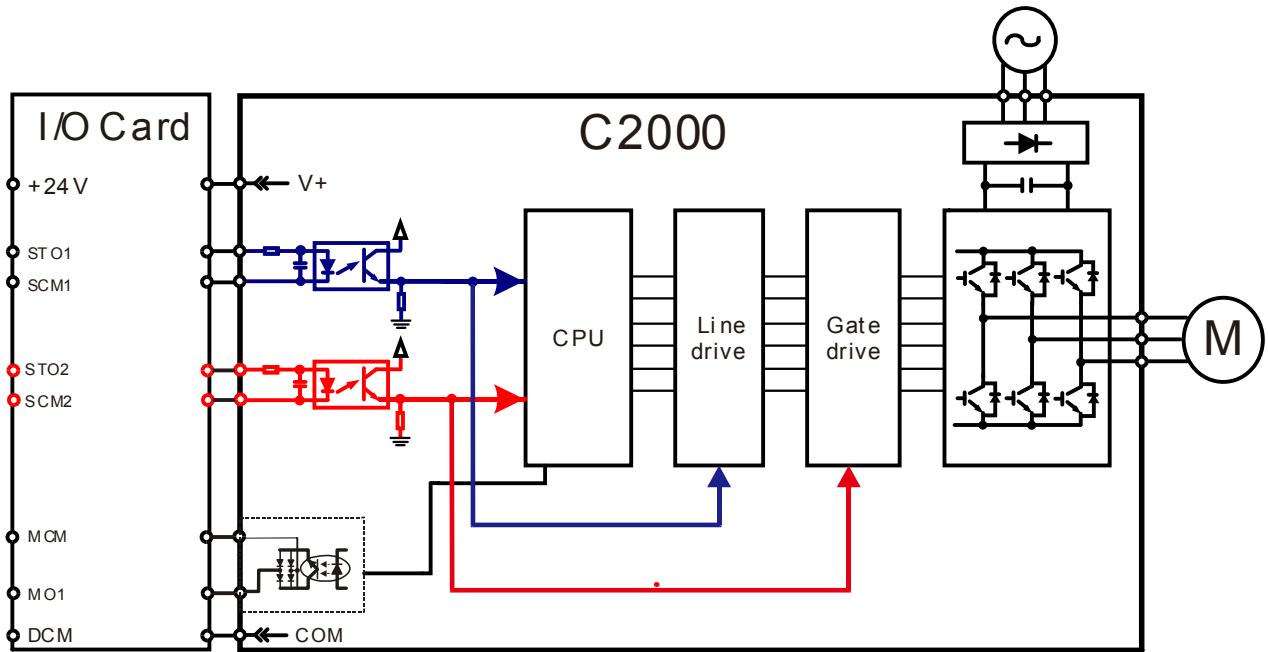 I/O Card
C2000
+24V
V+
STO1
SCM1
CPU
Line
drive
Gate
drive
M
STO2
SCM2
MCM
MO1
DCM
COM